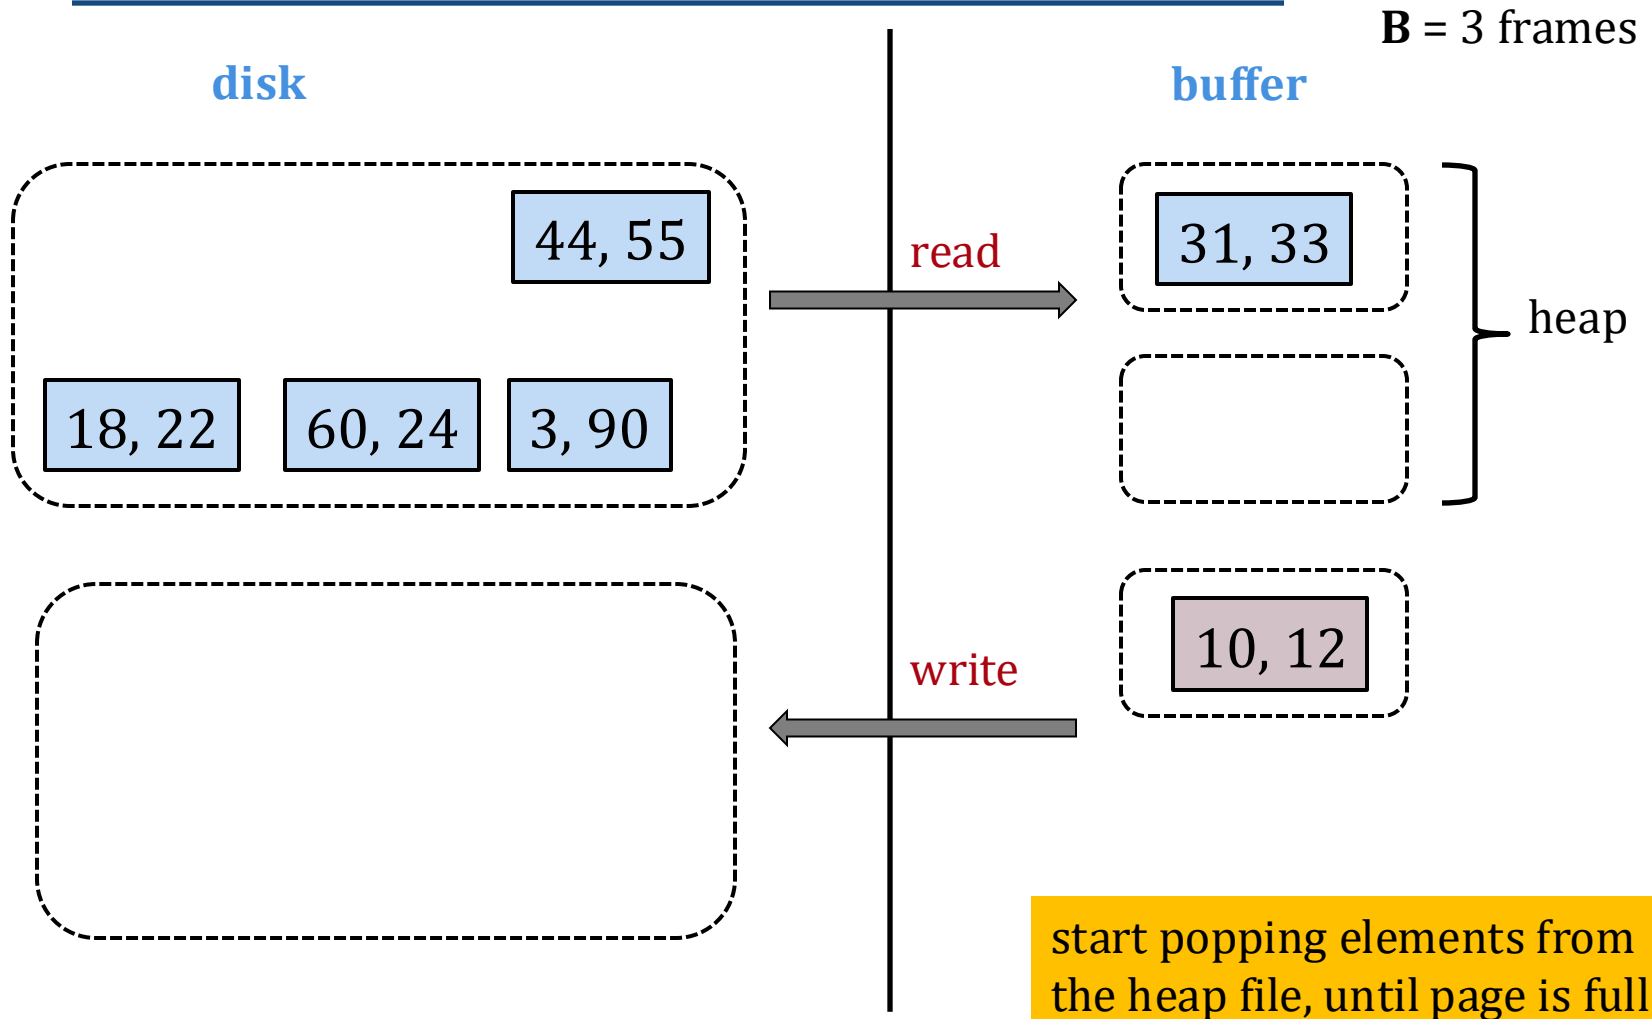 B = 3 frames
disk
buffer
44, 55
read
31, 33
heap
18, 22
60, 24
3, 90
write
10, 12
start popping elements from
the heap file, until page is full